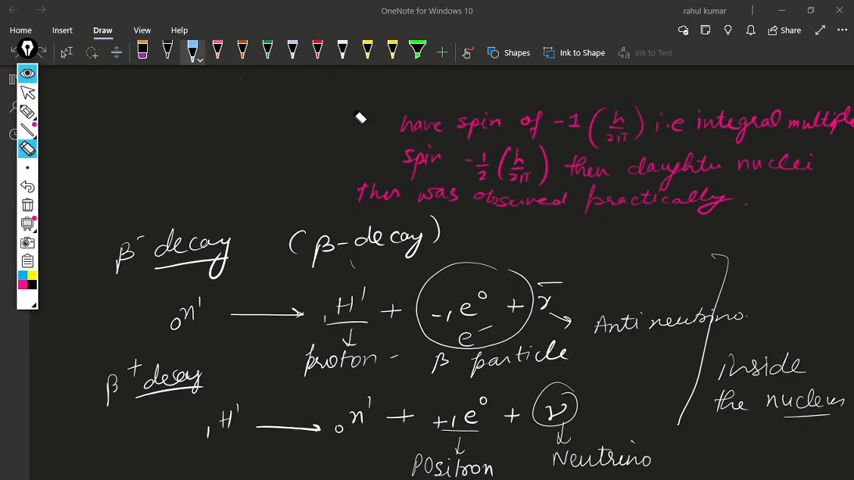 OneNote for Windows 10
rahul kumar
Home Insert Draw View Help
Share
Shapes Ink to Shape Ink to Text
have spin of -1 (h/2π) i.e integral multiple
spin -1/2 (h/2π) then daughter nuclei
This was observed practically.
β⁻ decay (β-decay)
₀n¹ → ₁H¹ + ₋₁e⁰ + ν̅
e⁻
Antineutrino.
proton - β particle
β⁺ decay
inside
the nucleus
₁H¹ → ₀n¹ + ₊₁e⁰ + ν
Positron Neutrino